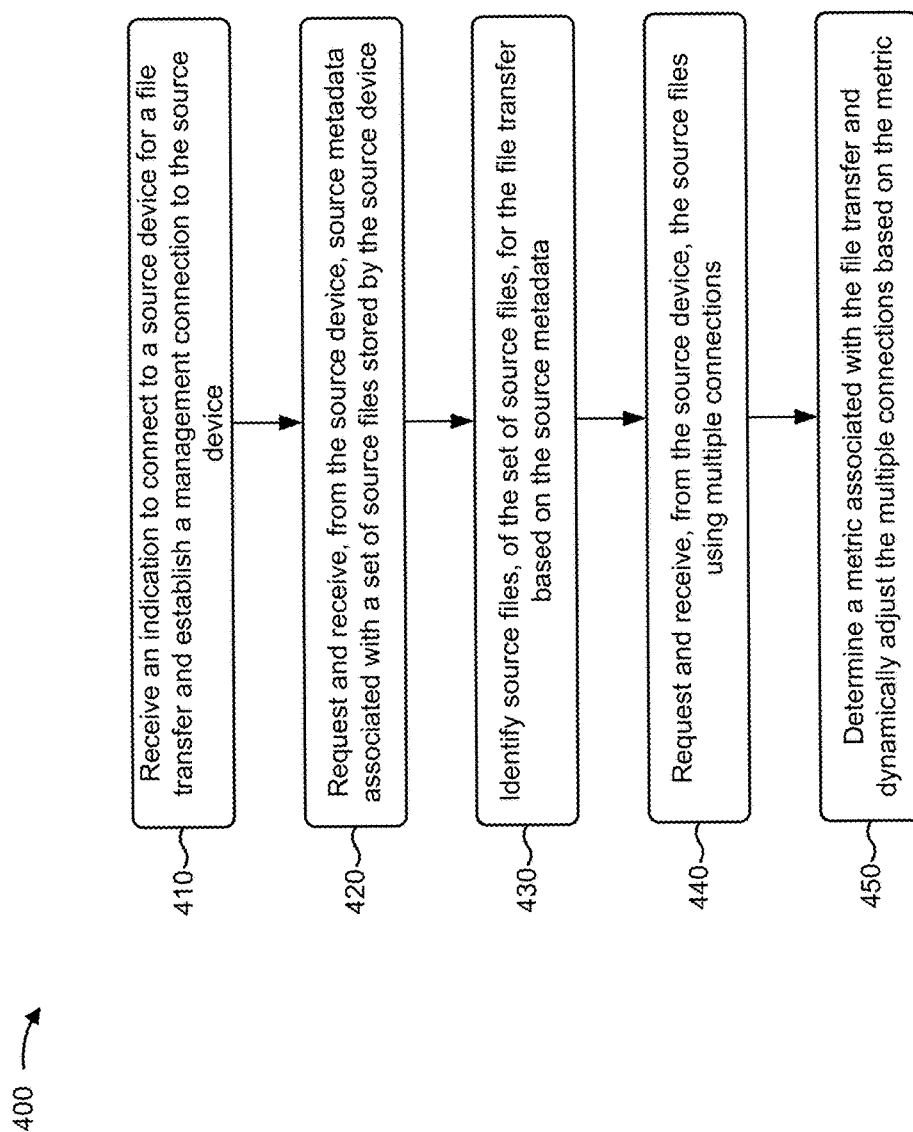 400
410
Receive an indication to connect to a source device for a file
transfer and establish a management connection to the source
device
420
Request and receive, from the source device, source metadata
associated with a set of source files stored by the source device
430
Identify source files, of the set of source files, for the file transfer
based on the source metadata
440
Request and receive, from the source device, the source files
using multiple connections
450
Determine a metric associated with the file transfer and
dynamically adjust the multiple connections based on the metric